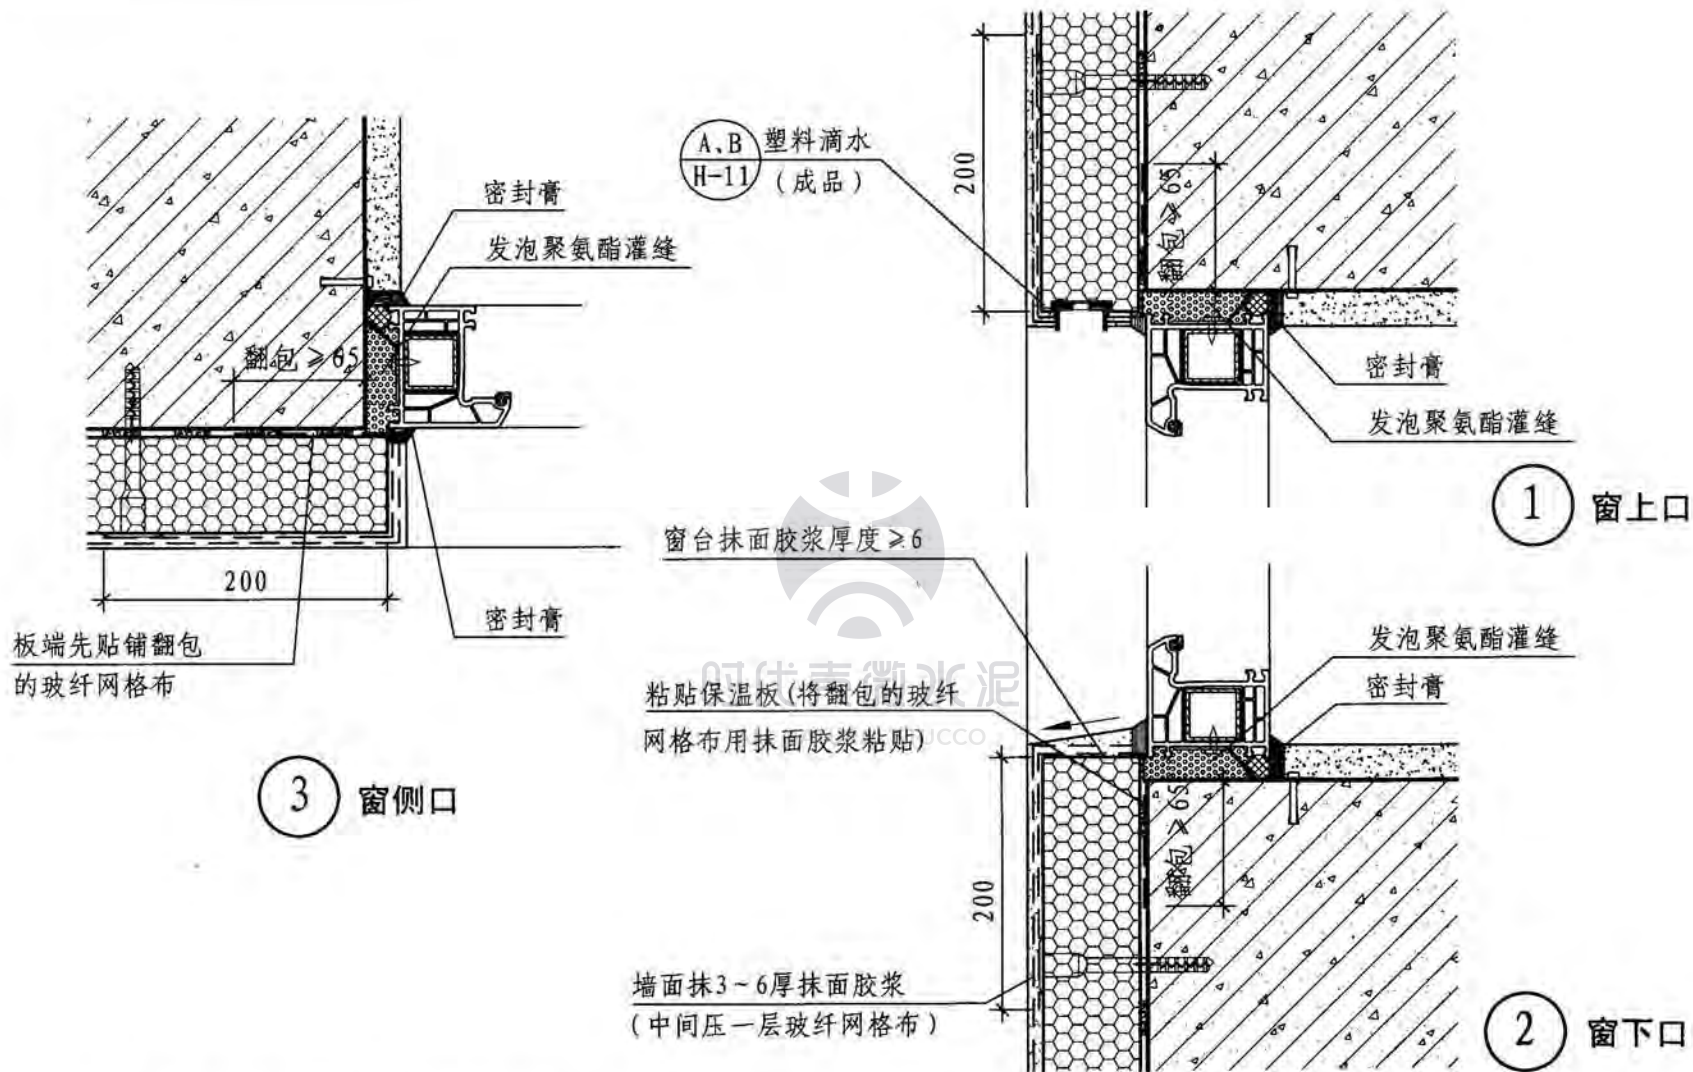 密封膏
发泡聚氨酯灌缝
翻包≥65
200
密封膏
板端先贴铺翻包
的玻纤网格布
3 窗侧口
A、B 塑料滴水
H-11 (成品)
200
翻包≥65
密封膏
发泡聚氨酯灌缝
1 窗上口
窗台抹面胶浆厚度≥6
发泡聚氨酯灌缝
密封膏
粘贴保温板(将翻包的玻纤
网格布用抹面胶浆粘贴)
翻包≥65
200
墙面抹3~6厚抹面胶浆
(中间压一层玻纤网格布)
2 窗下口